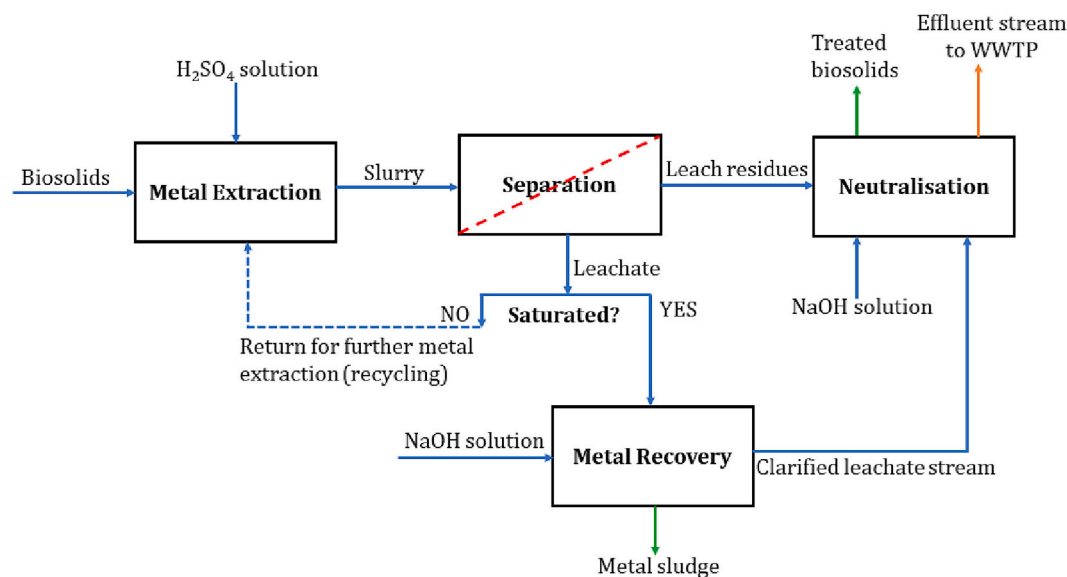 H₂SO₄ solution
Treated
biosolids
Effluent stream
to WWTP
Biosolids
Metal Extraction
Slurry
Separation
Leach residues
Neutralisation
Leachate
NO
Saturated?
YES
NaOH solution
Return for further metal
extraction (recycling)
NaOH solution
Metal Recovery
Clarified leachate stream
Metal sludge